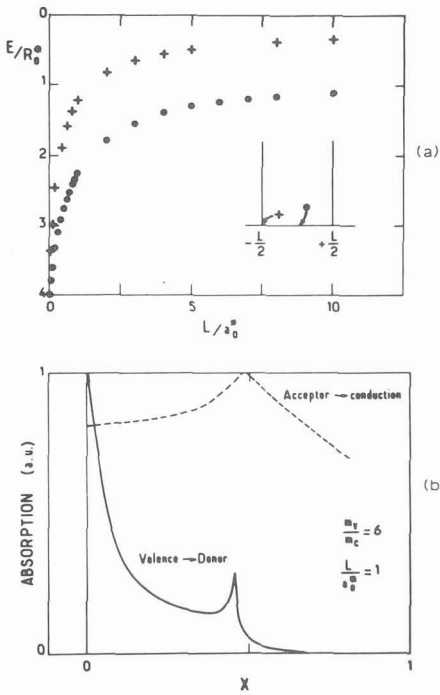 E/R₀*
0
1
2
3
4
0
5
10
L/a₀*
-L/2
+L/2
(a)
1
Acceptor → conduction
ABSORPTION (a.u.)
Valence → Donor
(b
m_v/m_c = 6
L/a₀* = 1
0
0
1
X